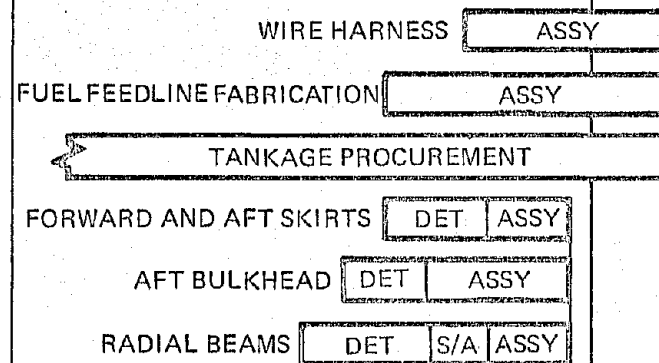 WIRE HARNESS ASSY
FUEL FEEDLINE FABRICATION ASSY
TANKAGE PROCUREMENT
FORWARD AND AFT SKIRTS DET ASSY
AFT BULKHEAD DET ASSY
RADIAL BEAMS DET S/A ASSY